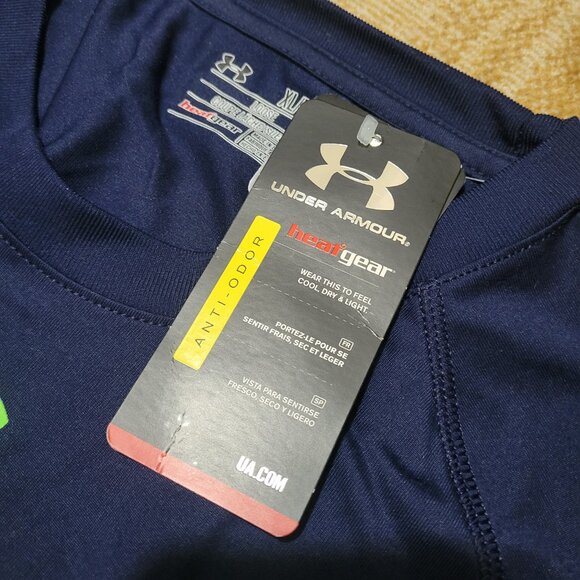 XL
LOOSE
heatgear
UNDER ARMOUR®
heatgear®
ANTI-ODOR
WEAR THIS TO FEEL
COOL, DRY & LIGHT.
PORTEZ-LE POUR SE FR
SENTIR FRAIS, SEC ET LEGER
VISTA PARA SENTIRSE SP
FRESCO, SECO Y LIGERO
UA.COM